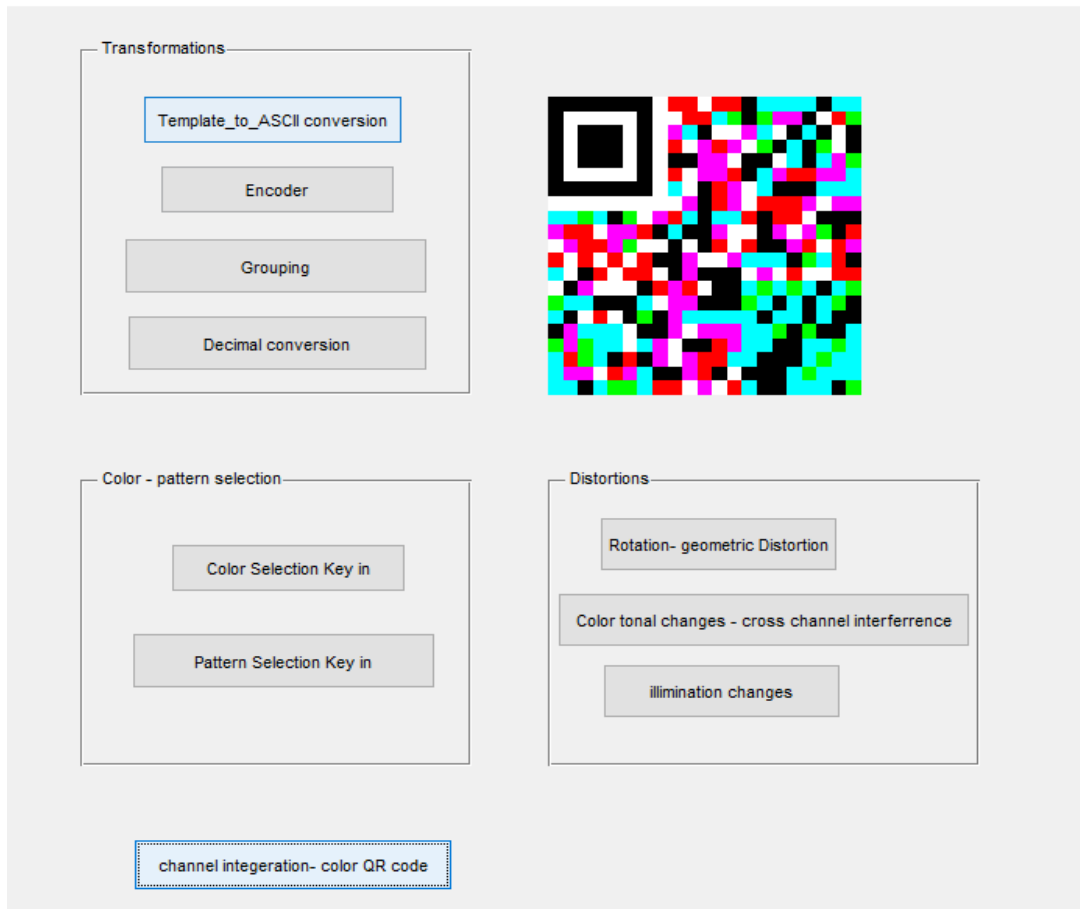 Transformations
Template_to_ASCII conversion
Encoder
Grouping
Decimal conversion
Color - pattern selection
Color Selection Key in
Pattern Selection Key in
Distortions
Rotation- geometric Distortion
Color tonal changes - cross channel interferrence
illimination changes
channel integeration- color QR code